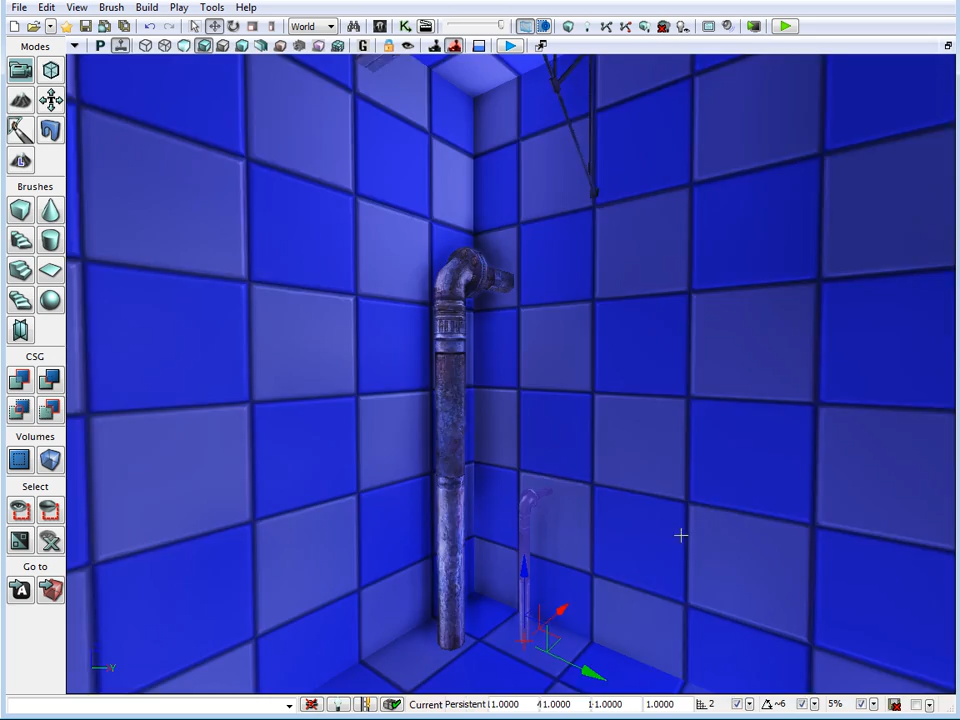 File Edit View Brush Build Play Tools Help
World
Modes
P
G
Brushes
CSG
Volumes
Select
Go to
Y
Current Persistent 1.0000 1.0000 1.0000 1.0000 2 5%